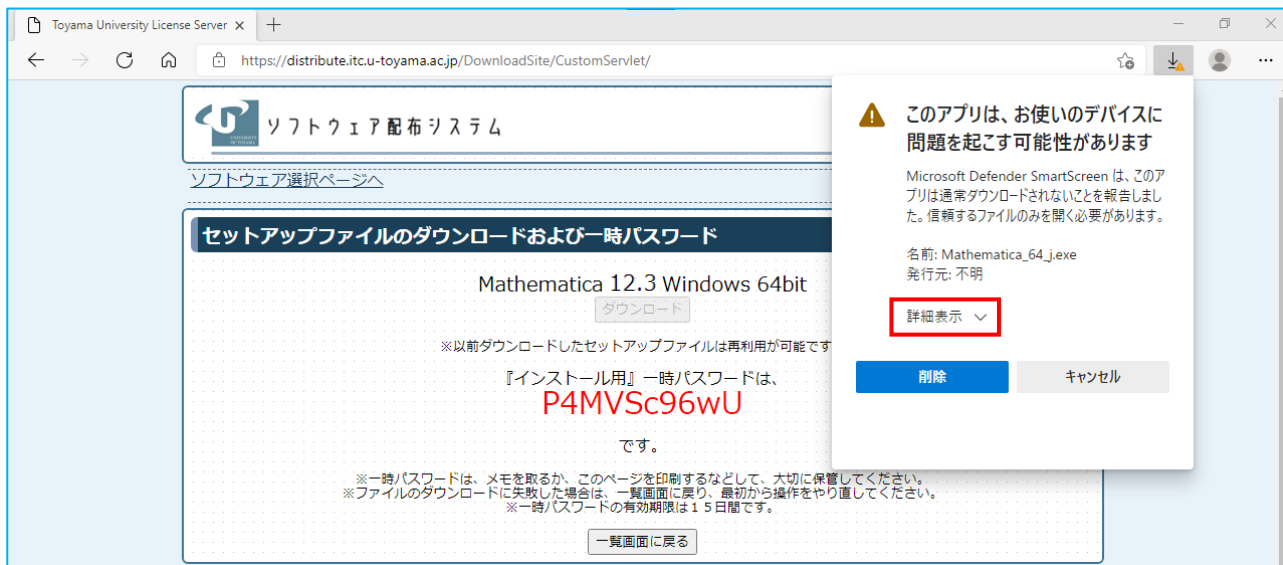 Toyama University License Server
https://distribute.itc.u-toyama.ac.jp/DownloadSite/CustomServlet/
ソフトウェア配布システム
ソフトウェア選択ページへ
セットアップファイルのダウンロードおよび一時パスワード
Mathematica 12.3 Windows 64bit
ダウンロード
※以前ダウンロードしたセットアップファイルは再利用が可能です
『インストール用』一時パスワードは、
P4MVSc96wU
です。
※一時パスワードは、メモを取るか、このページを印刷するなどして、大切に保管してください。
※ファイルのダウンロードに失敗した場合は、一覧画面に戻り、最初から操作をやり直してください。
※一時パスワードの有効期限は１５日間です。
一覧画面に戻る
このアプリは、お使いのデバイスに
問題を起こす可能性があります
Microsoft Defender SmartScreen は、このア
プリは通常ダウンロードされないことを報告しまし
た。信頼するファイルのみを開く必要があります。
名前: Mathematica_64_j.exe
発行元: 不明
詳細表示
削除
キャンセル